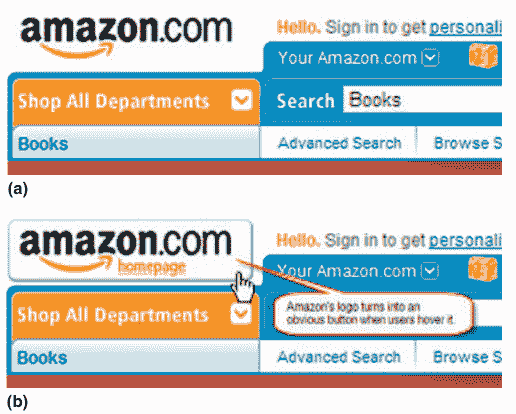 amazon.com
Hello. Sign in to get personali
Your Amazon.com
Shop All Departments
Search Books
Books
Advanced Search
Browse S
(a)
amazon.com
homepage
Hello. Sign in to get personali
Your Amazon.com
Shop All Departments
Amazon's logo turns into an
obvious button when users hover it.
Books
Advanced Search
Browse S
(b)